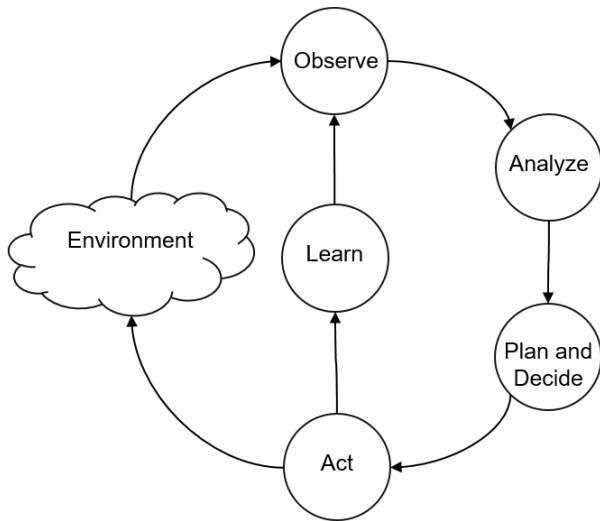 Observe
Analyze
Environment
Learn
Plan and
Decide
Act